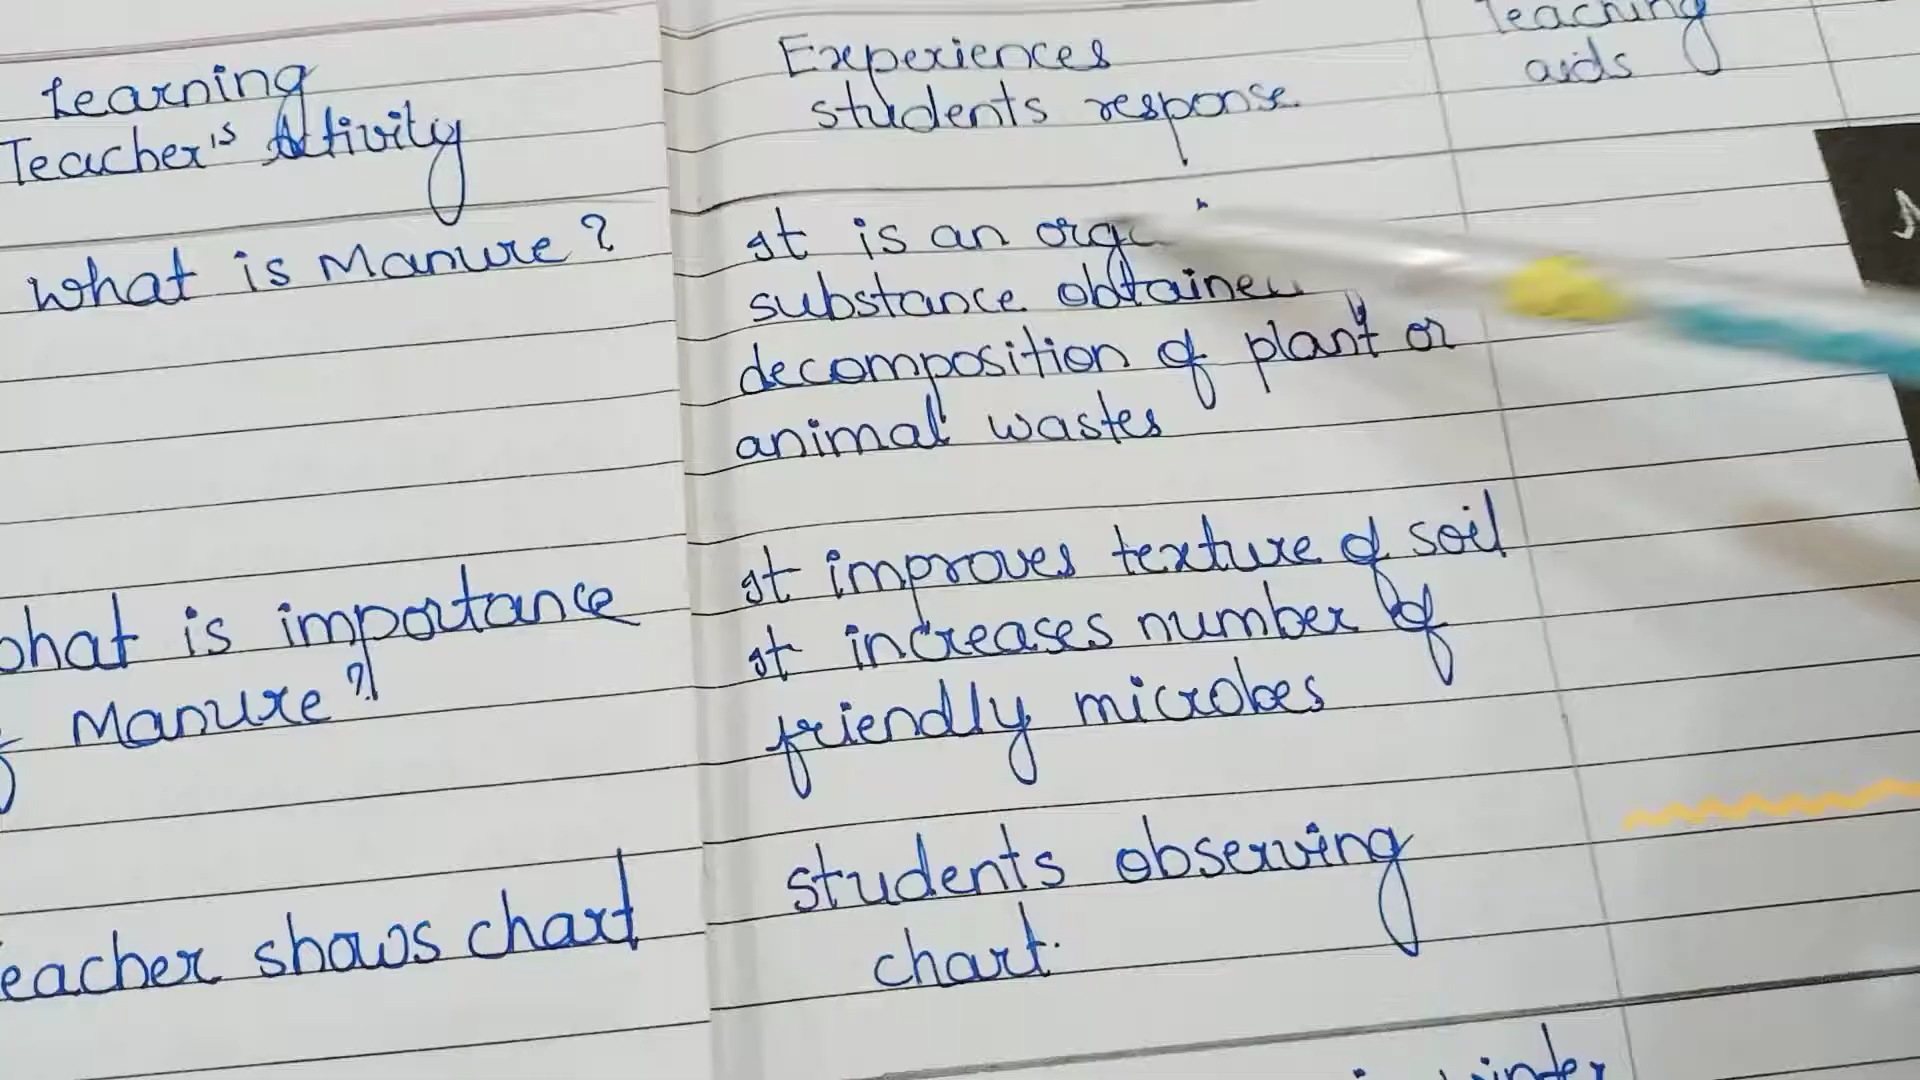 Learning
Teacher's Activity
What is Manure?
what is importance
Manure?
Teacher shows chart
Experiences
students response
It is an
substance obtained
decomposition of plant or
animal wastes
It improves texture of soil
It increases number of
friendly microbes
students observing
chart.
Teaching
aids